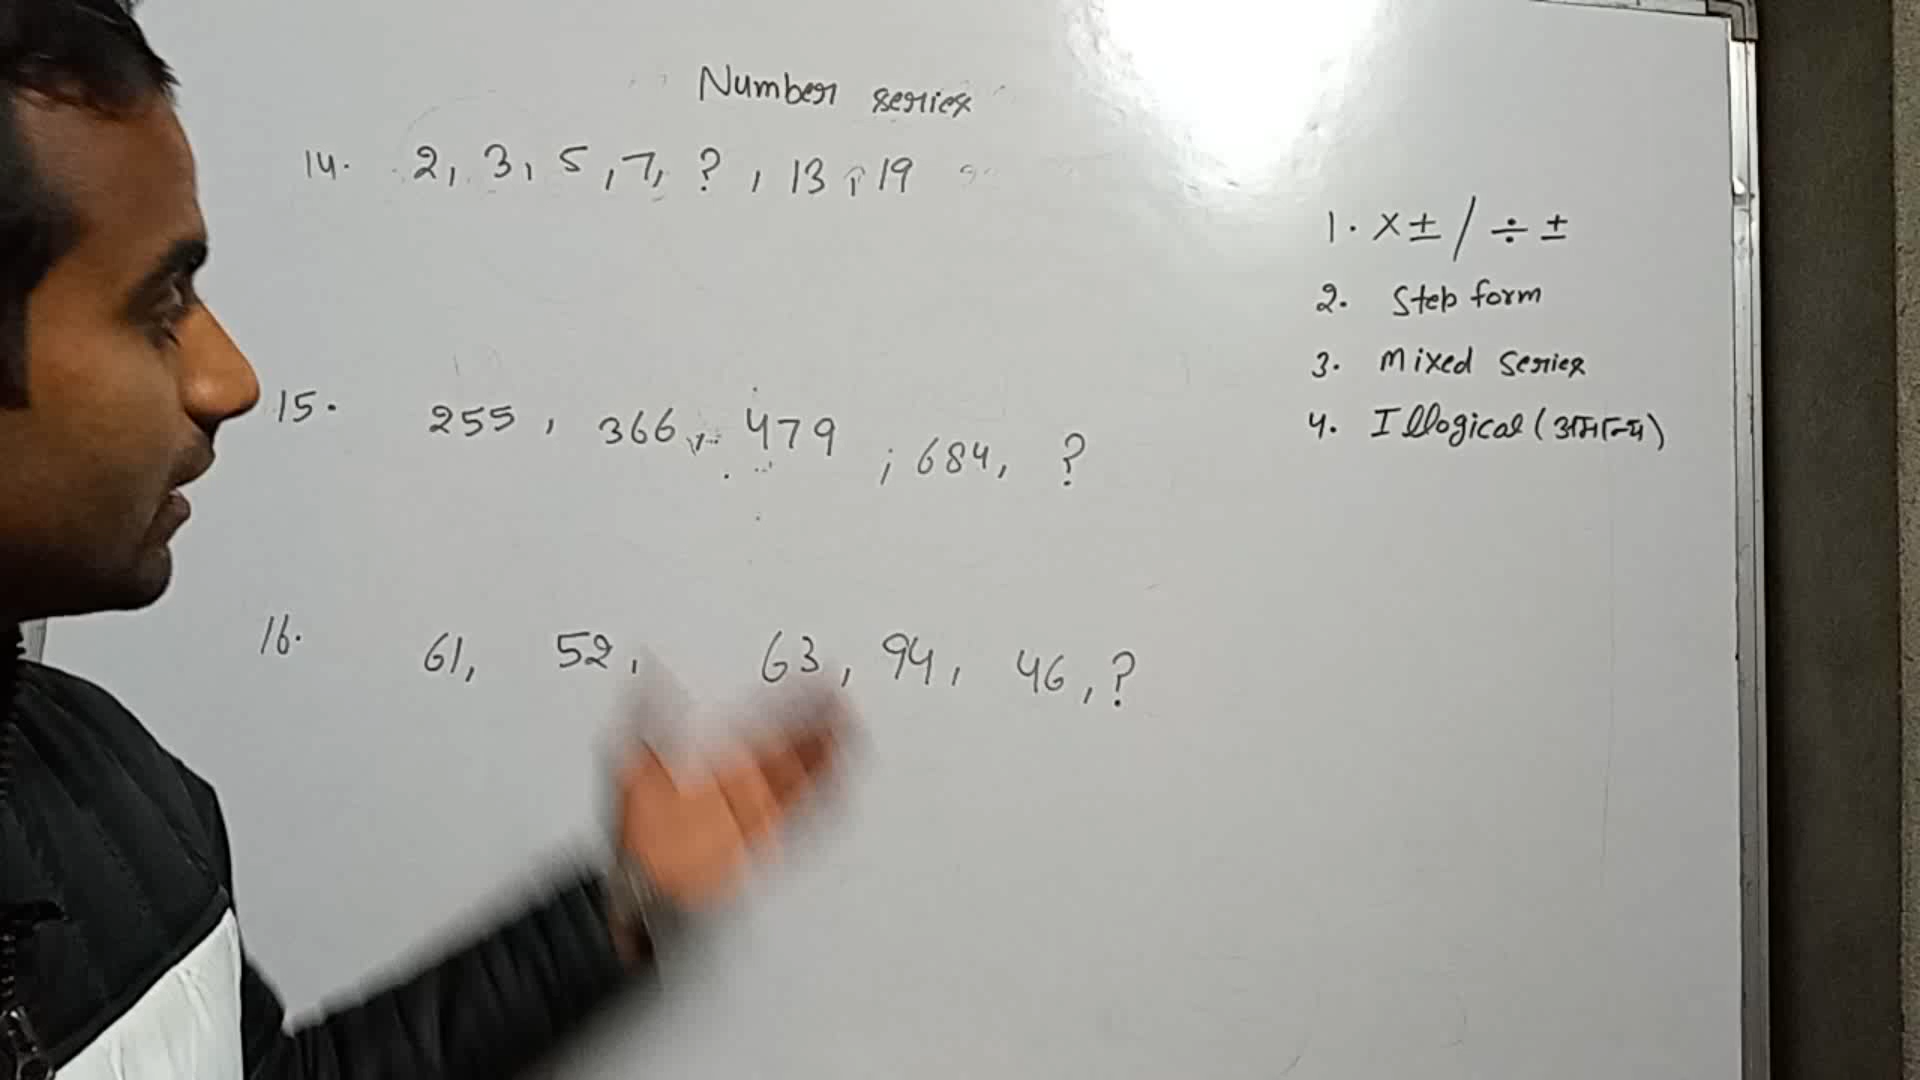 Number series
14. 2, 3, 5, 7, ?, 13, 19
15. 255, 366, 479, 684, ?
16. 61, 52, 63, 94, 46, ?
1. × ± / ÷ ±
2. Step form
3. Mixed series
4. Illogical (